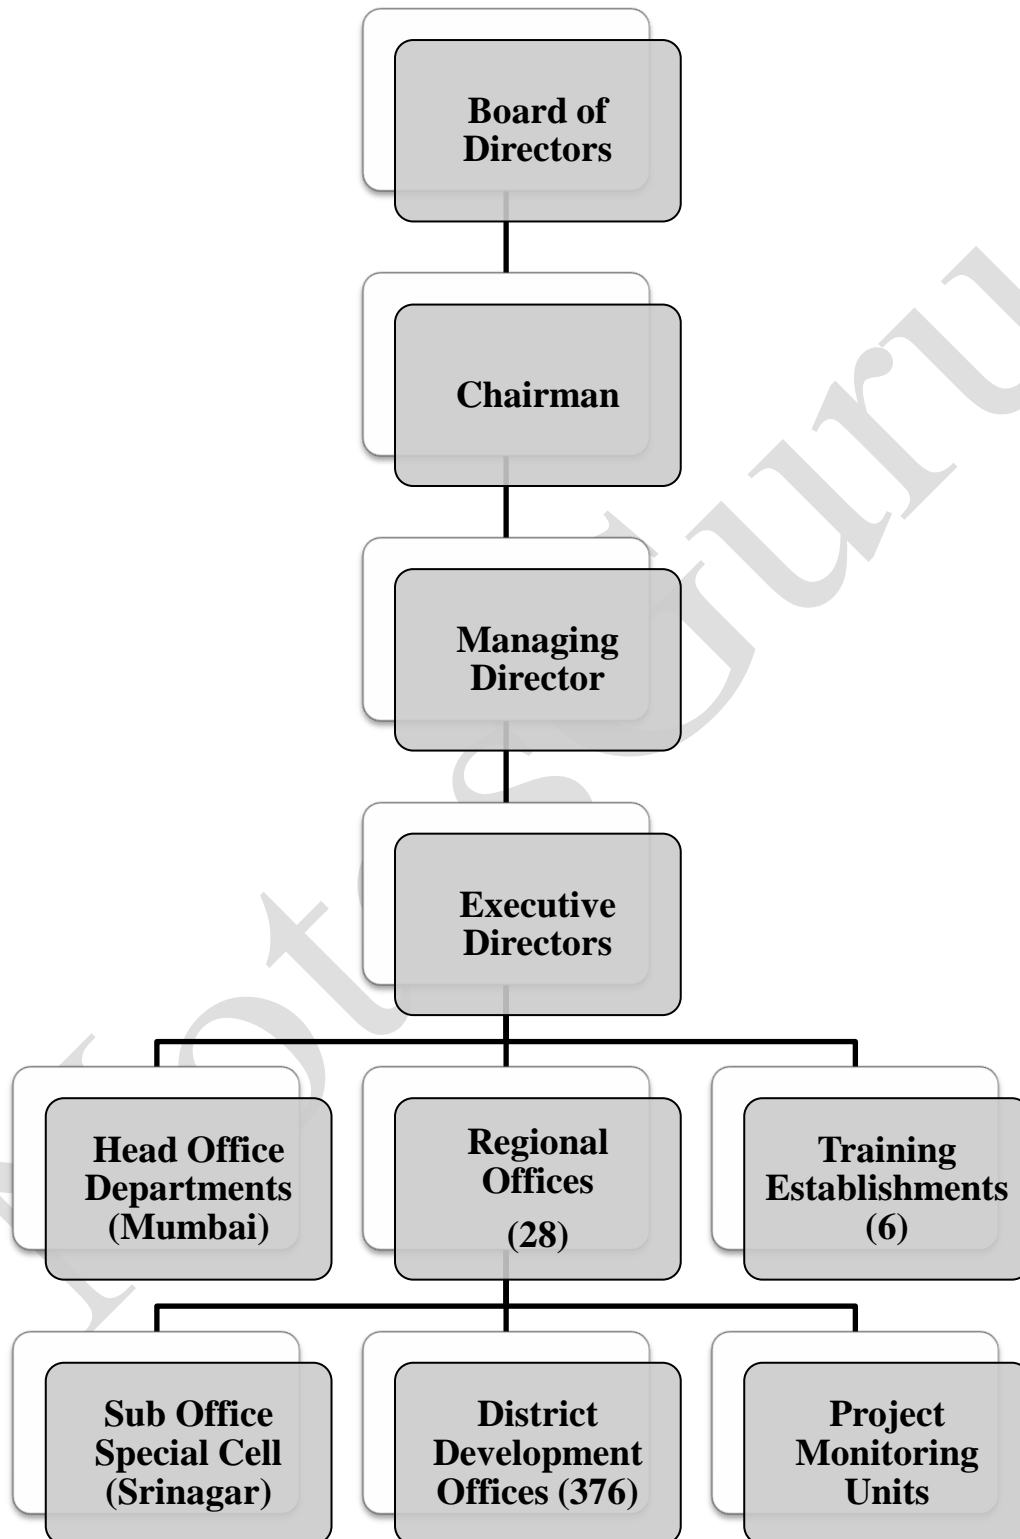 Board of
Directors
Chairman
Managing
Director
Executive
Directors
Head Office
Departments
(Mumbai)
Regional
Offices
(28)
Training
Establishments
(6)
Sub Office
Special Cell
(Srinagar)
District
Development
Offices (376)
Project
Monitoring
Units
NotesGuru